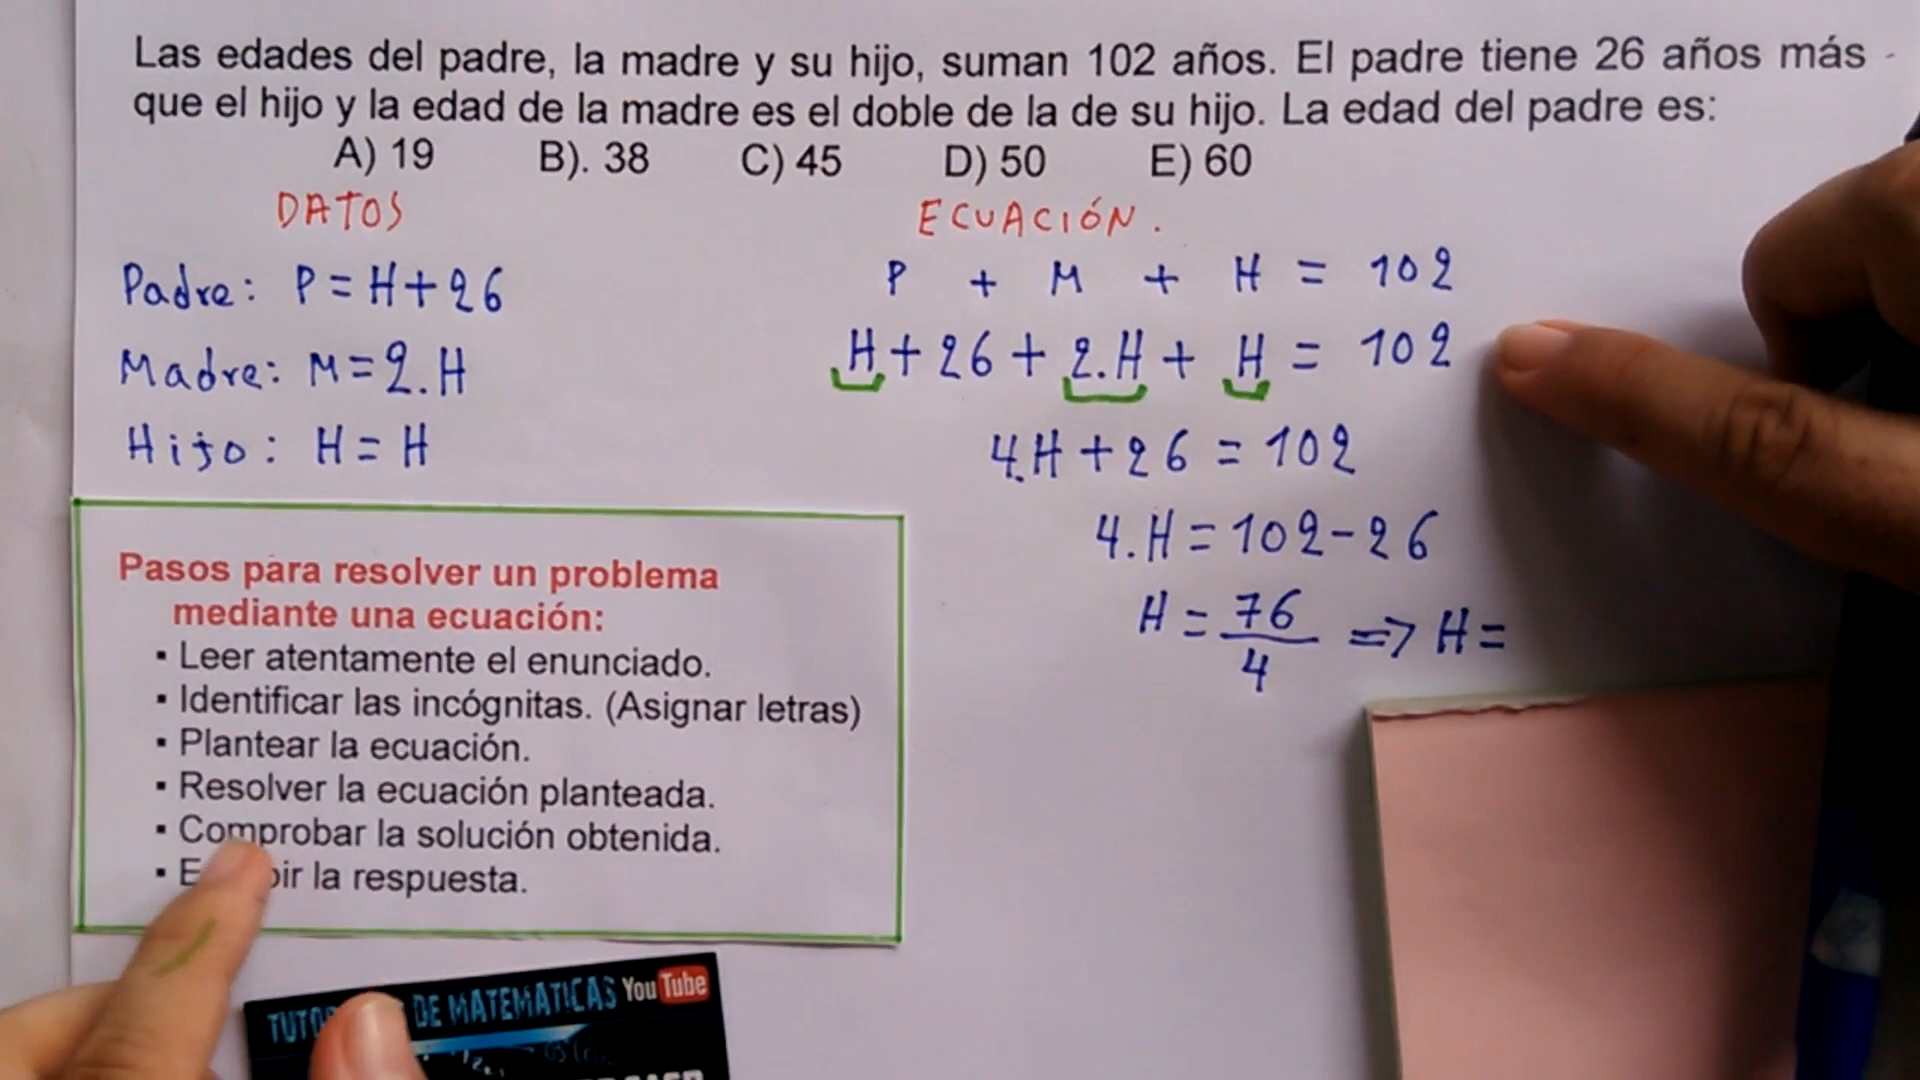 Las edades del padre, la madre y su hijo, suman 102 años. El padre tiene 26 años más
que el hijo y la edad de la madre es el doble de la de su hijo. La edad del padre es:
A) 19 B). 38 C) 45 D) 50 E) 60
DATOS
Padre: P = H + 26
Madre: M = 2.H
Hijo: H = H
ECUACIÓN.
P + M + H = 102
H + 26 + 2.H + H = 102
4.H + 26 = 102
4.H = 102 - 26
H = 76/4 => H =
Pasos para resolver un problema
mediante una ecuación:
▪ Leer atentamente el enunciado.
▪ Identificar las incógnitas. (Asignar letras)
▪ Plantear la ecuación.
▪ Resolver la ecuación planteada.
▪ Comprobar la solución obtenida.
▪ la respuesta.
DE MATEMATICAS YouTube